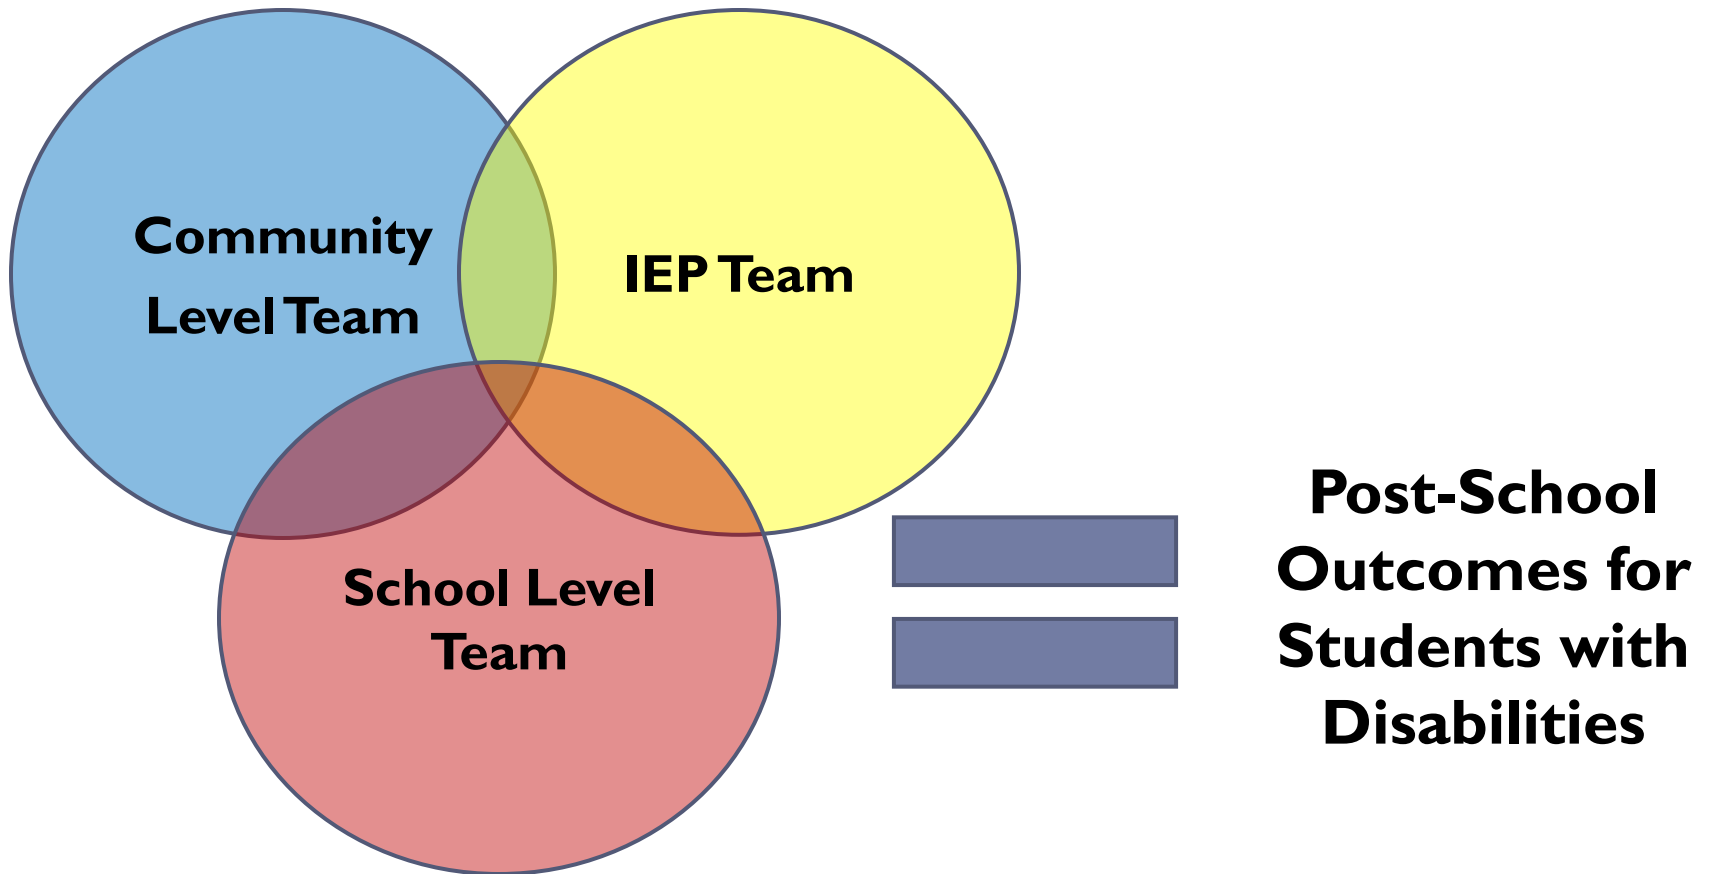 Community
Level Team
IEP Team
School Level
Team
Post-School
Outcomes for
Students with
Disabilities